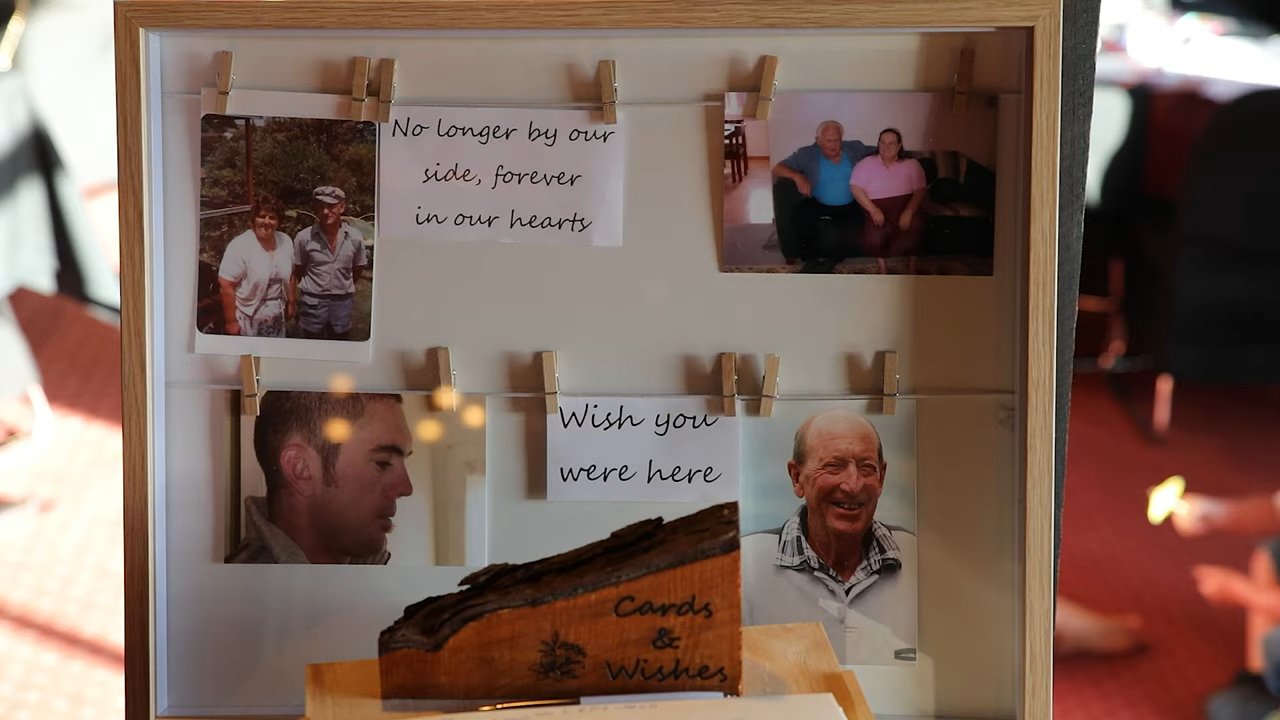 No longer by our
side, forever
in our hearts
Wish you
were here
Cards
&
Wishes